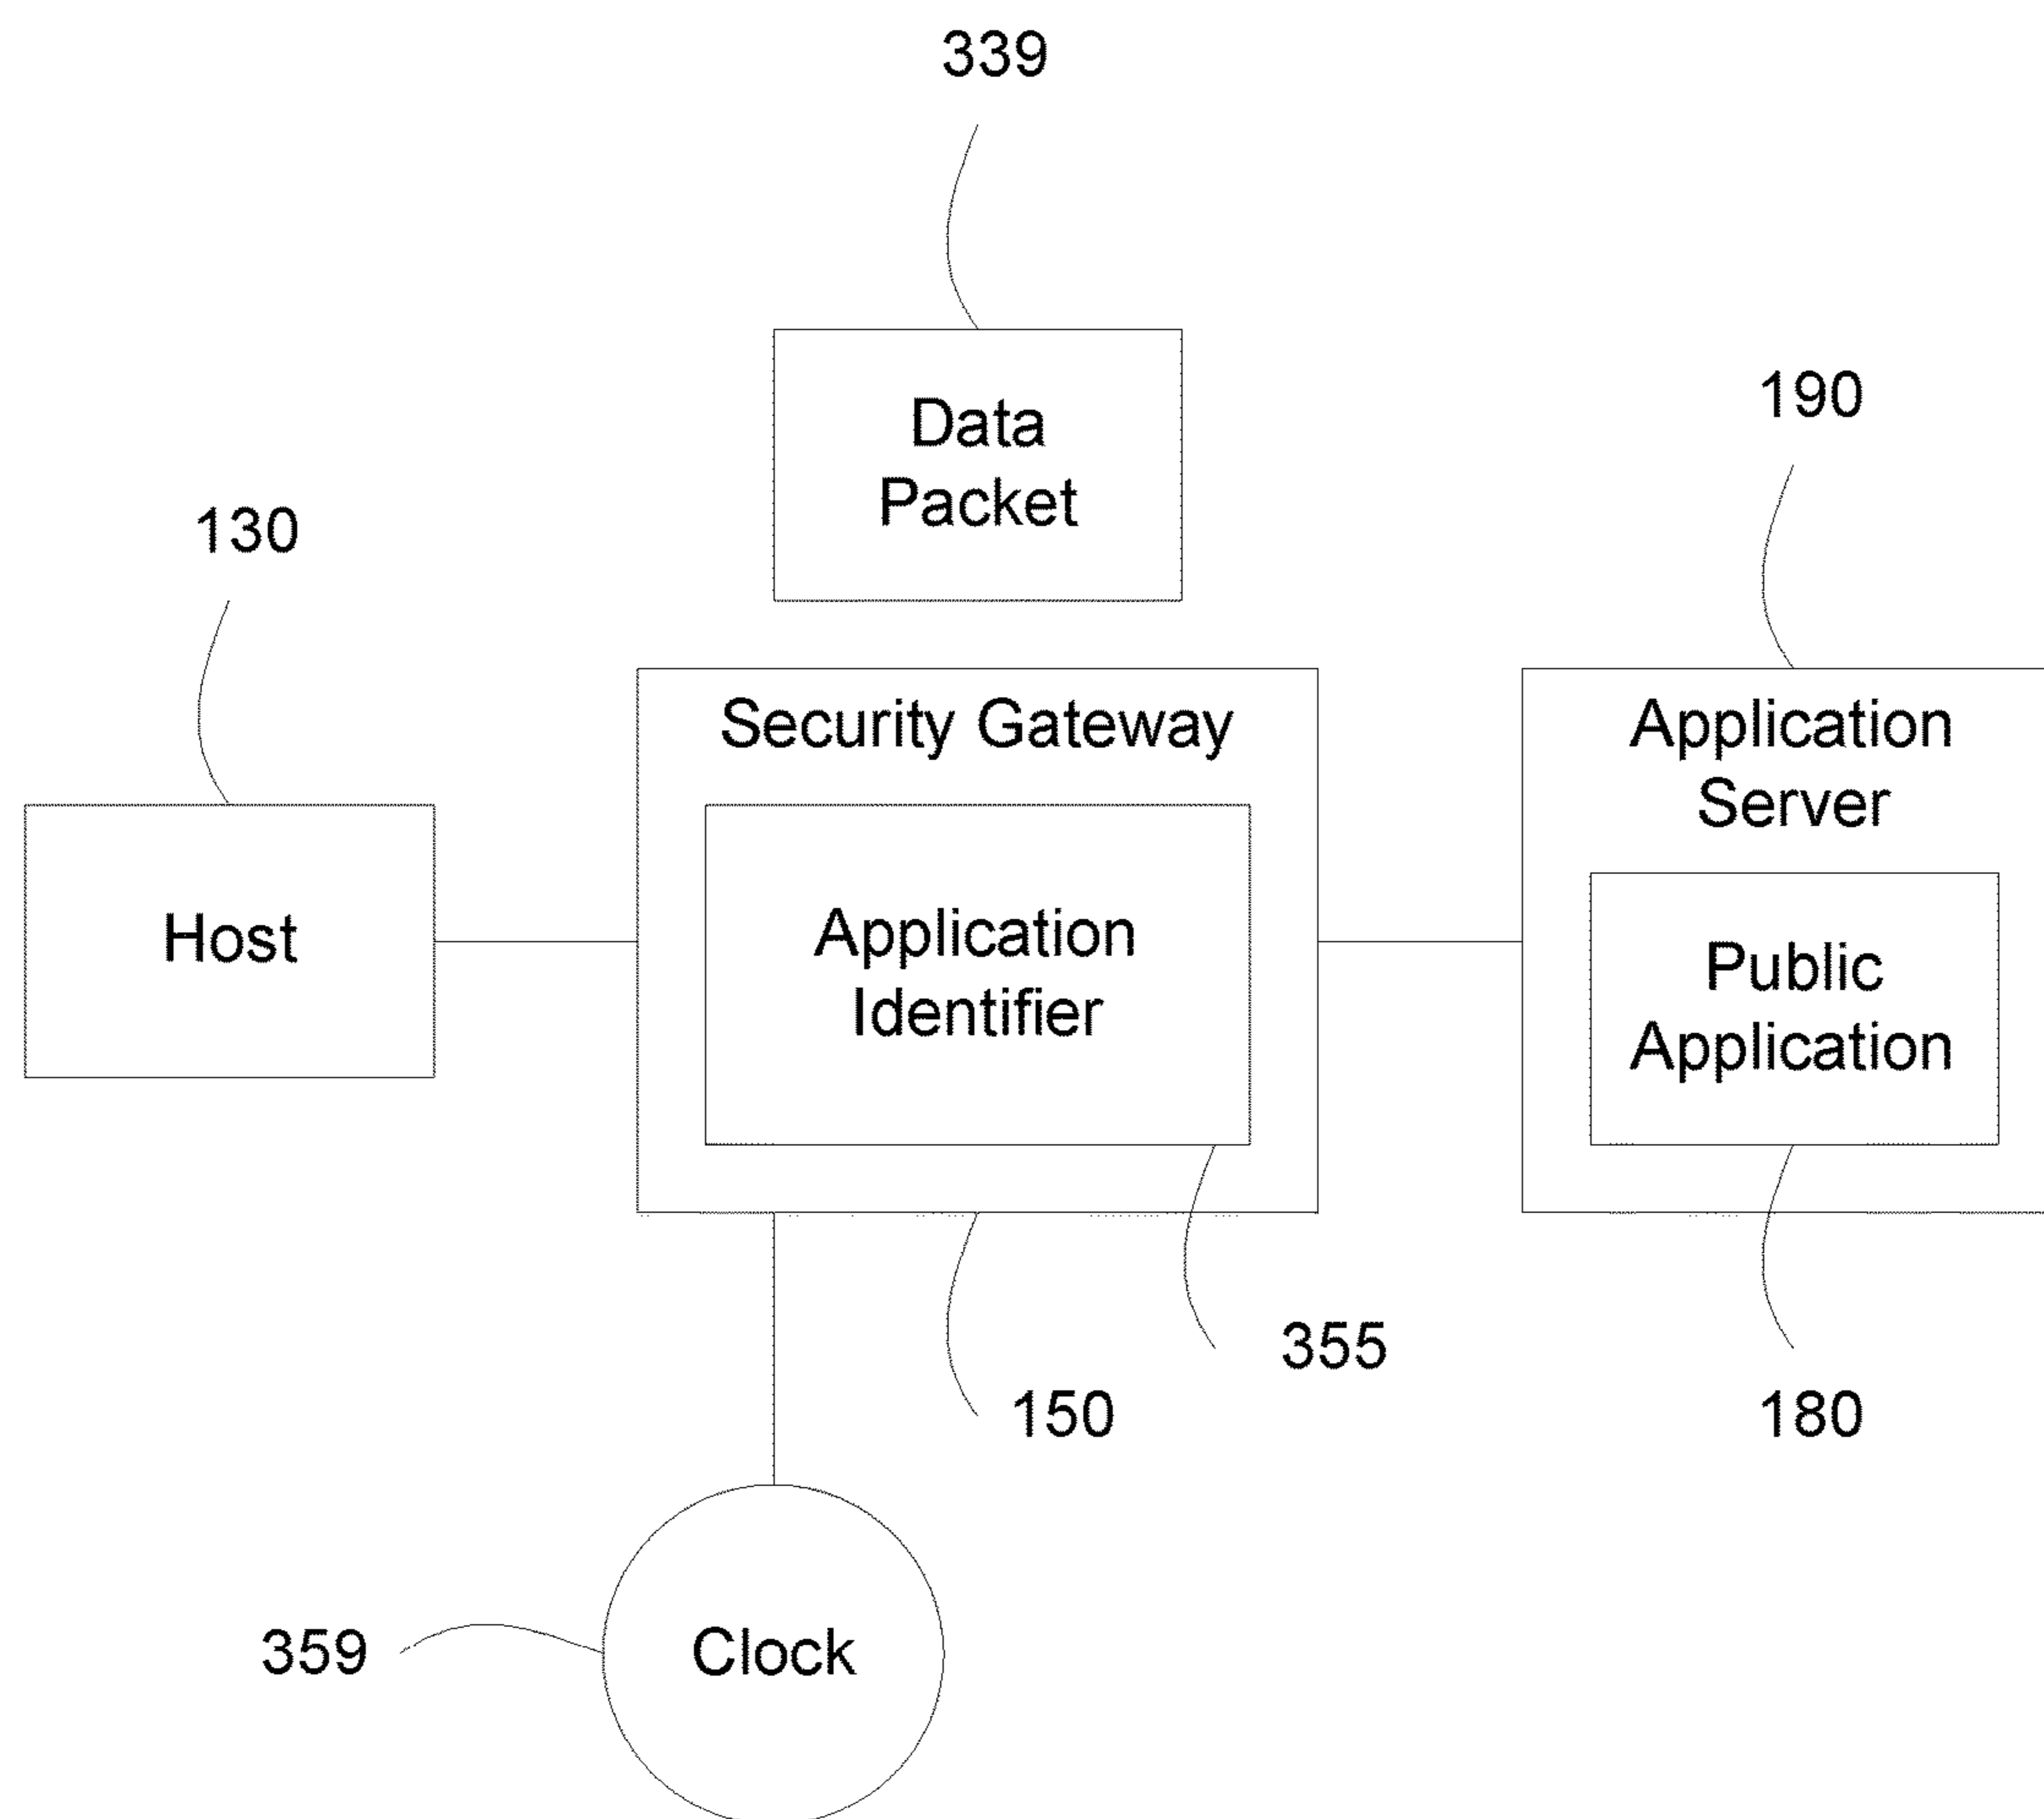 339
Data
Packet
190
130
Security Gateway
Application
Server
Host
Application
Identifier
Public
Application
355
150
180
359
Clock